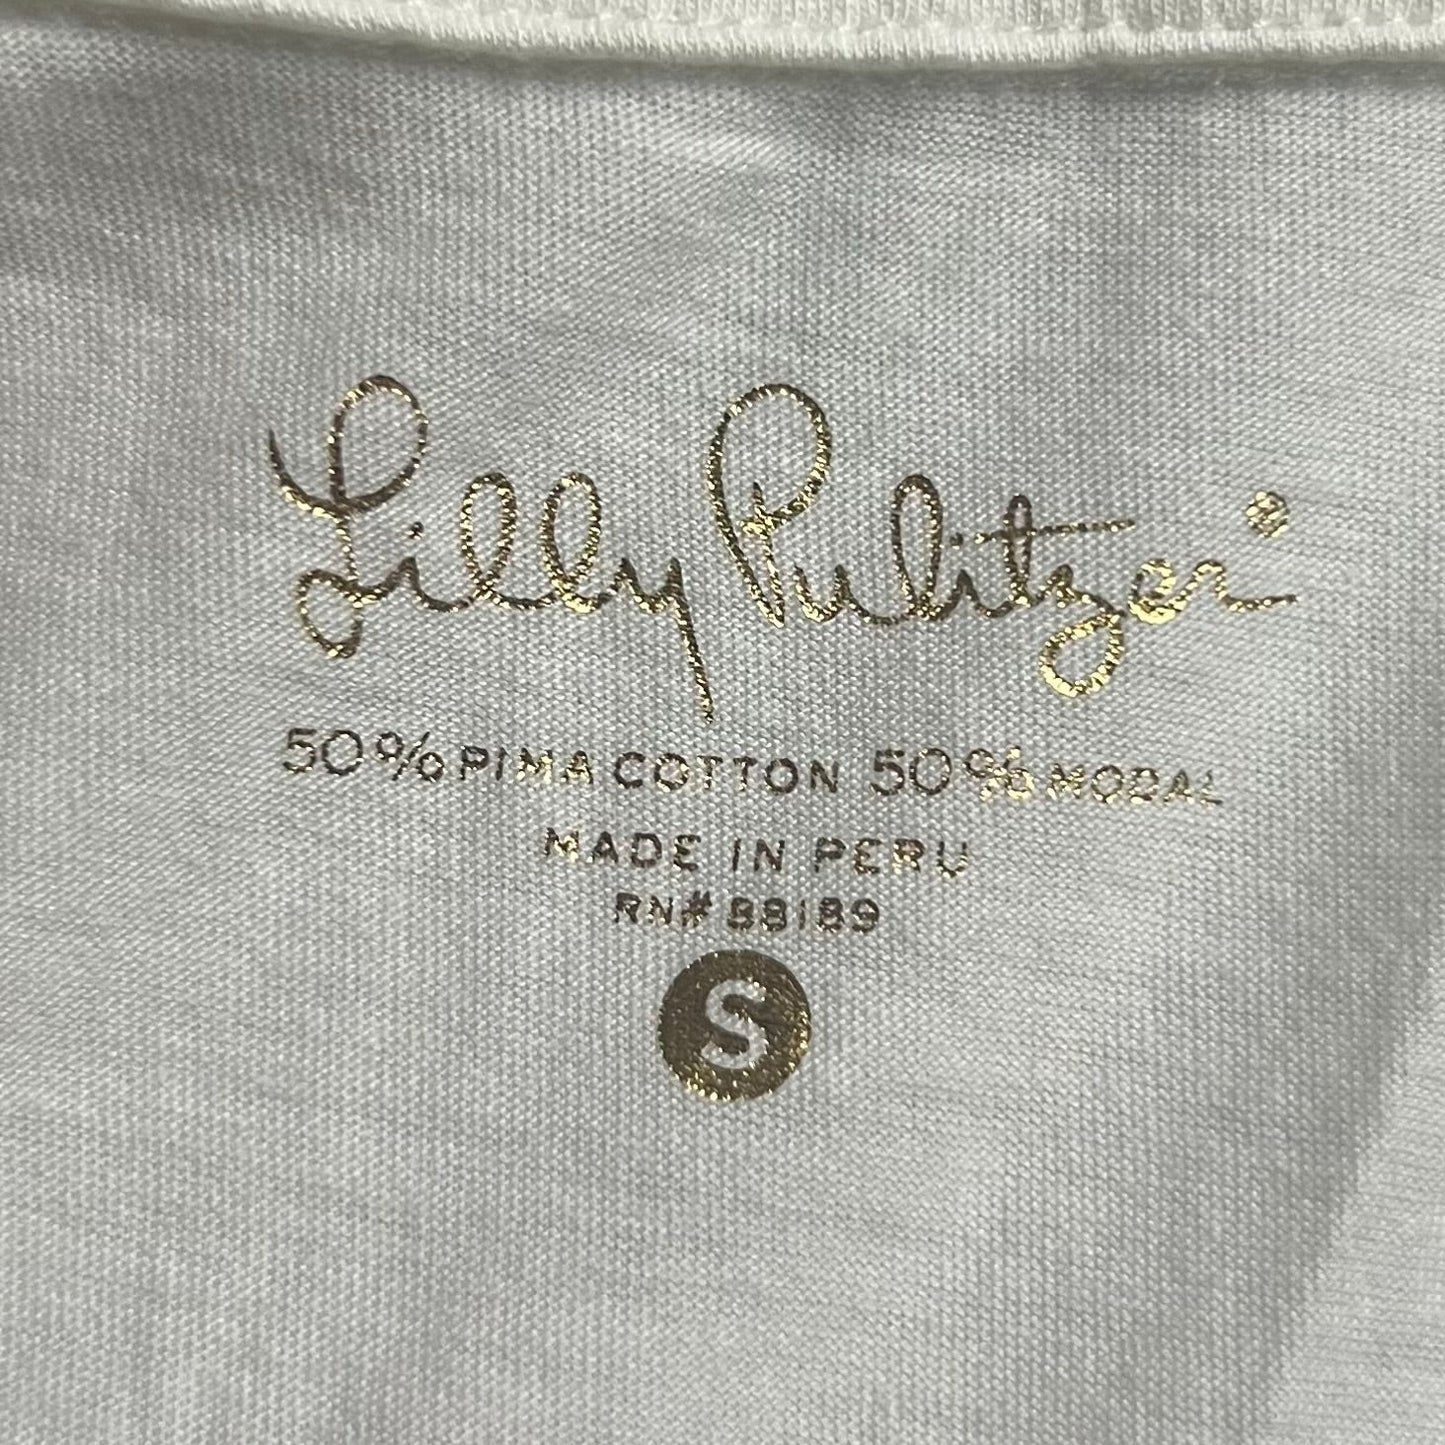 Lilly Pulitzer®
50% PIMA COTTON 50% MODAL
MADE IN PERU
RN# 88189
S